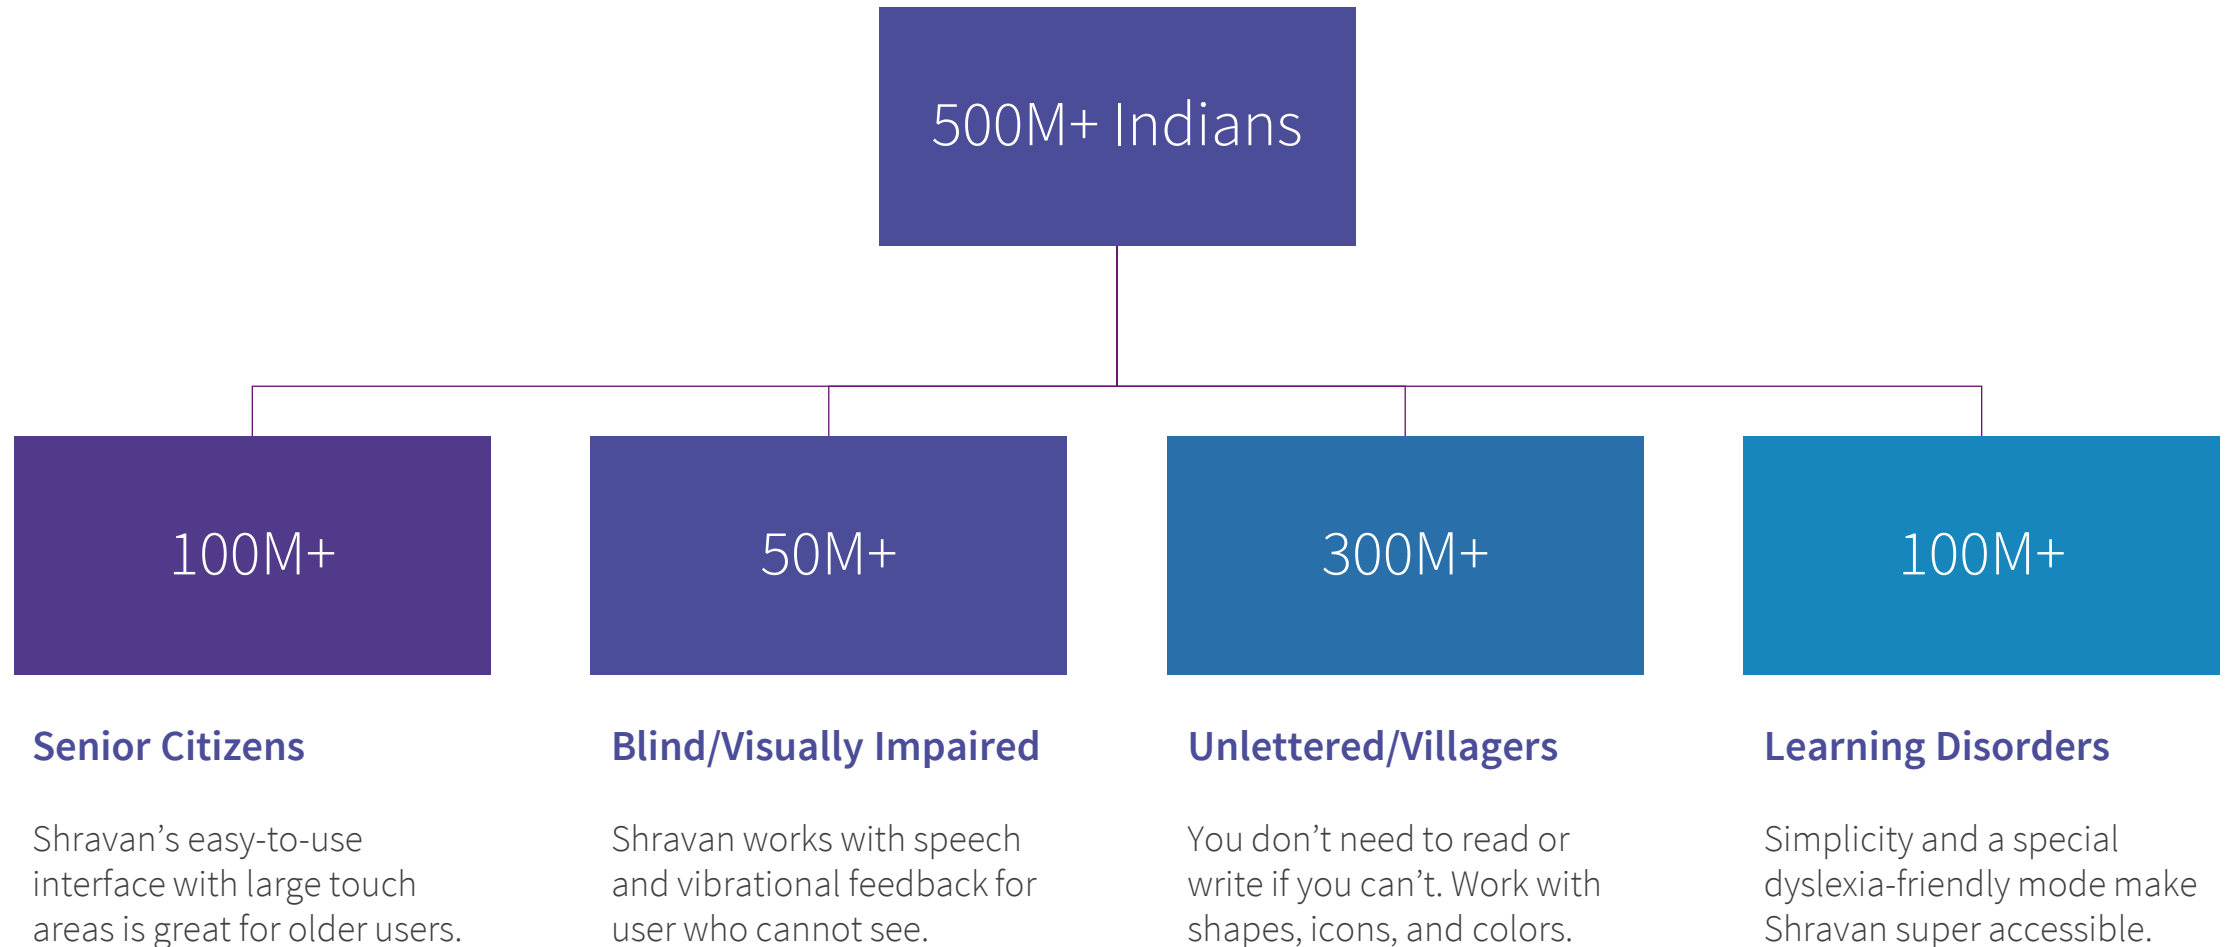 500M+ Indians
100M+
50M+
300M+
100M+
Senior Citizens
Shravan’s easy-to-use
interface with large touch
areas is great for older users.
Blind/Visually Impaired
Shravan works with speech
and vibrational feedback for
user who cannot see.
Unlettered/Villagers
You don’t need to read or
write if you can’t. Work with
shapes, icons, and colors.
Learning Disorders
Simplicity and a special
dyslexia-friendly mode make
Shravan super accessible.